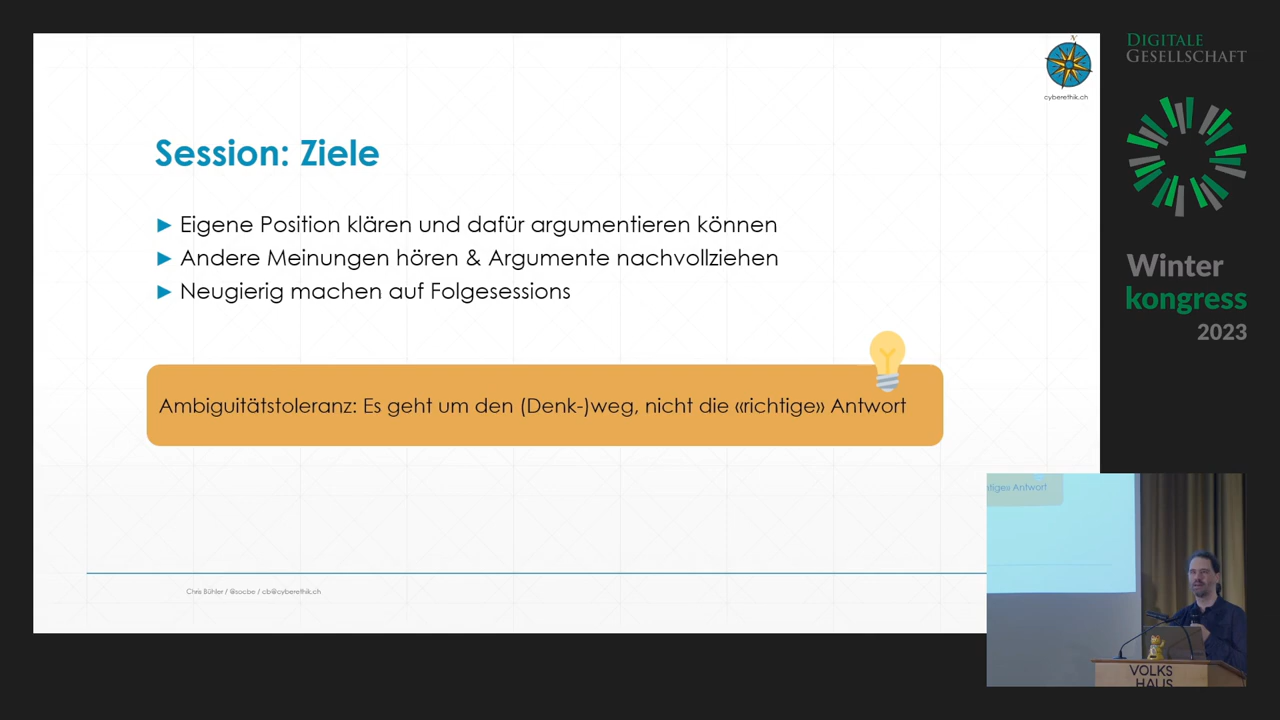 N
cyberethik.ch
Session: Ziele
► Eigene Position klären und dafür argumentieren können
► Andere Meinungen hören & Argumente nachvollziehen
► Neugierig machen auf Folgesessions
Ambiguitätstoleranz: Es geht um den (Denk-)weg, nicht die «richtige» Antwort
Chris Bühler / @socbe / cb@cyberethik.ch
DIGITALE
GESELLSCHAFT
Winter
kongress
2023
tige» Antwort
VOLKS
HAUS